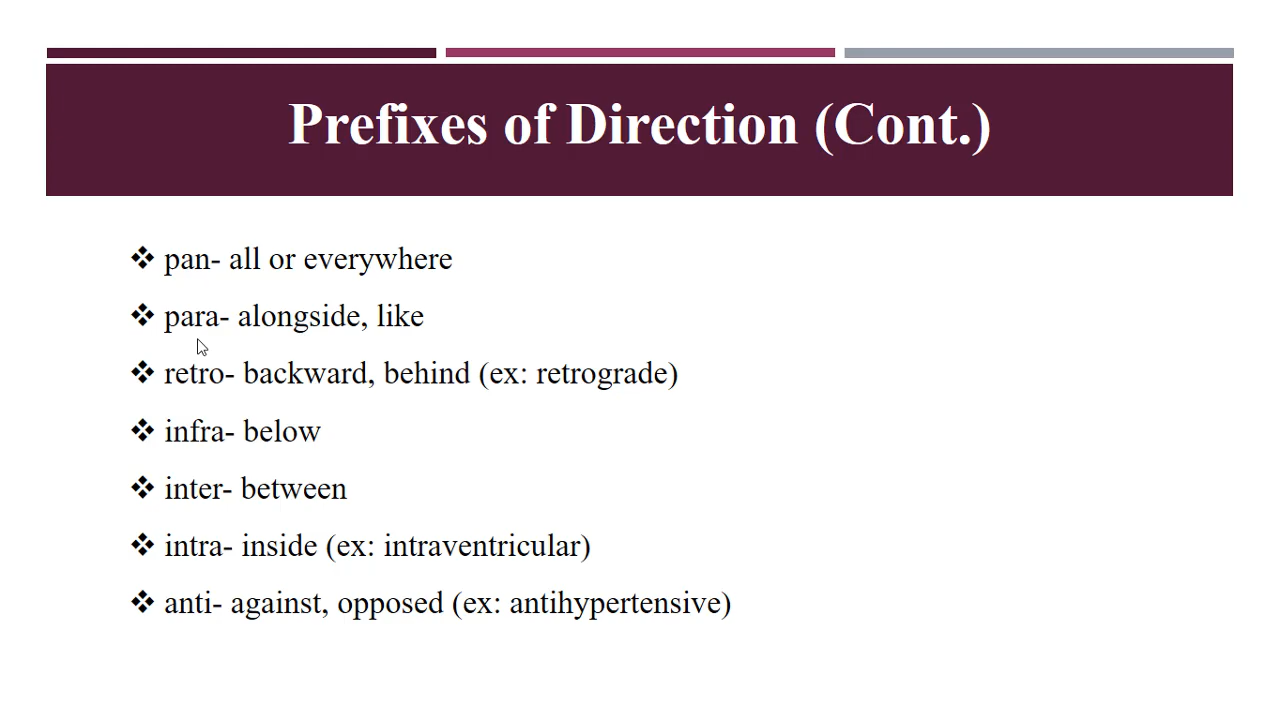 Prefixes of Direction (Cont.)
❖ pan- all or everywhere
❖ para- alongside, like
❖ retro- backward, behind (ex: retrograde)
❖ infra- below
❖ inter- between
❖ intra- inside (ex: intraventricular)
❖ anti- against, opposed (ex: antihypertensive)